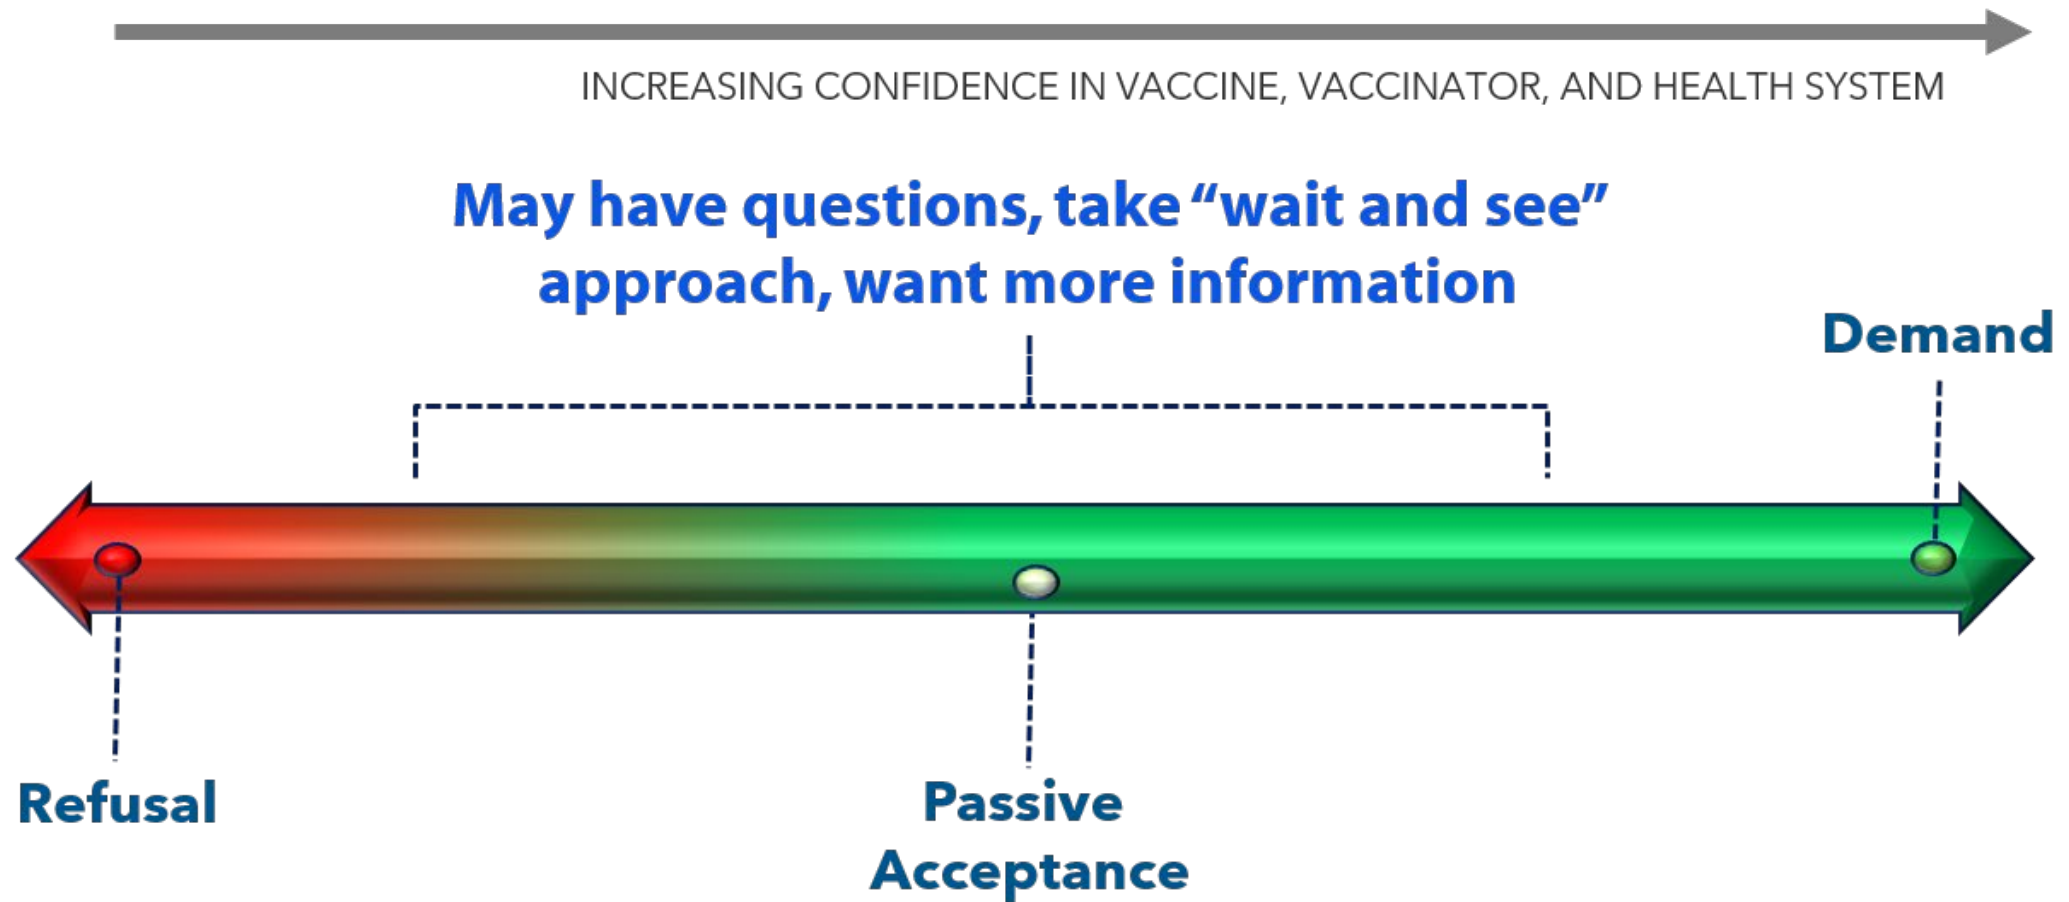 INCREASING CONFIDENCE IN VACCINE, VACCINATOR, AND HEALTH SYSTEM
May have questions, take “wait and see”
approach, want more information
Demand
Refusal
Passive
Acceptance